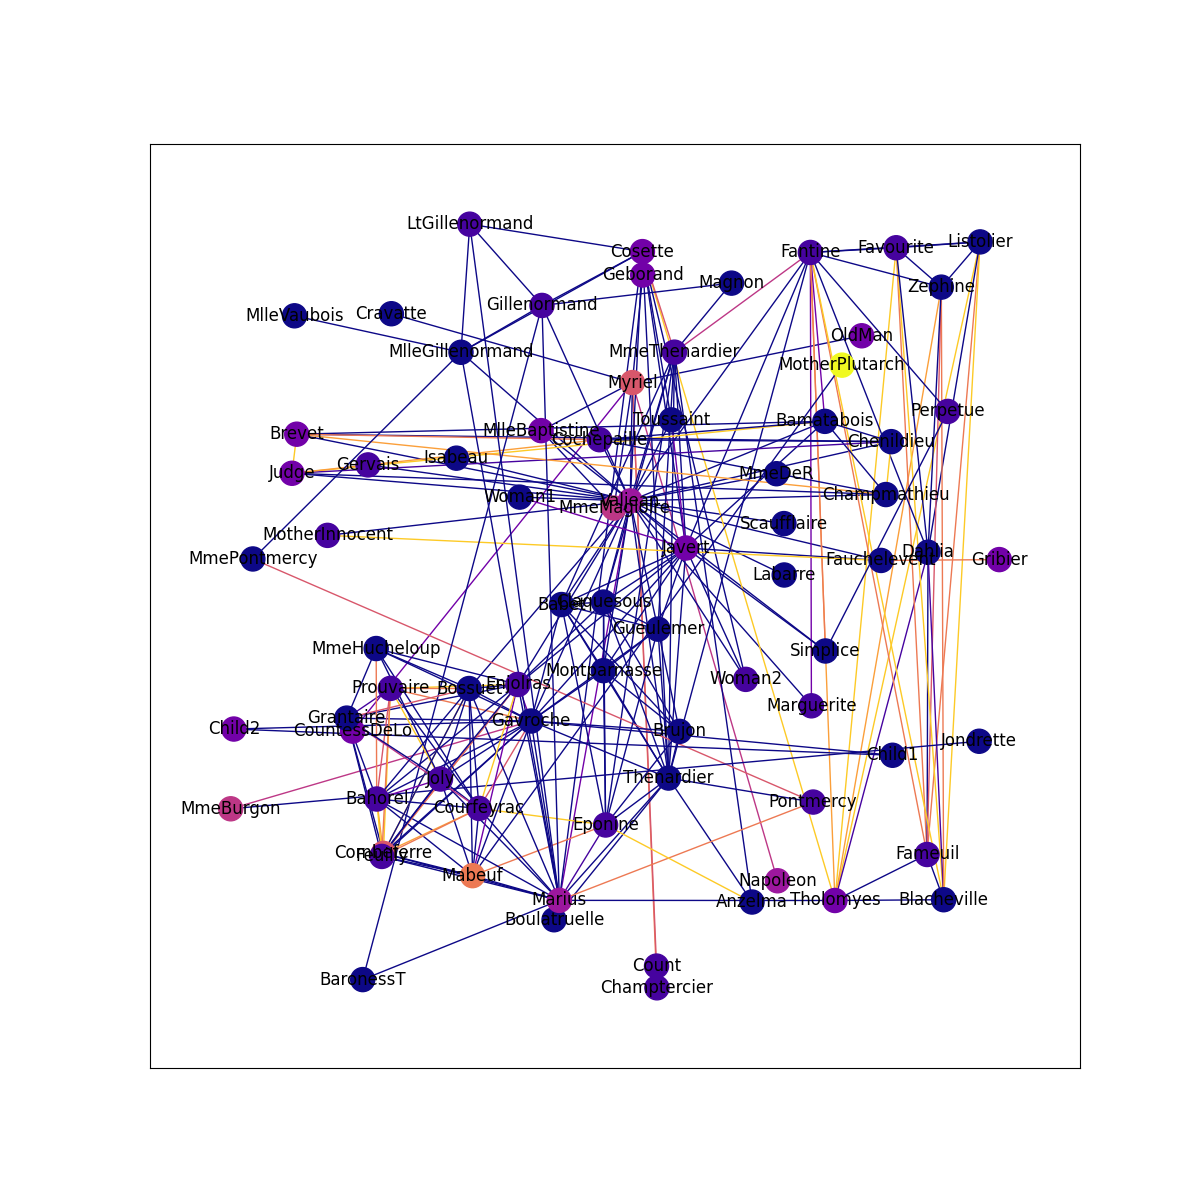 LtGillenormand
Cosette
Fantine
Favourite
Listolier
Geborand
Magnon
Zephine
Gillenormand
MlleVaubois
Cravatte
OldMan
MlleGillenormand
MmeThenardier
MotherPlutarch
Myriel
Perpetue
Toussaint
Bamatabois
Brevet
MlleBaptistine
Cochepaille
Chenildieu
Judge
Gervais
Isabeau
MmeDeR
Woman1
Valjean
MmeMagloire
Champmathieu
Scaufflaire
MotherInnocent
Javert
MmePontmercy
Fauchelevent
Dahlia
Gribier
Labarre
Babet
Claquesous
Gueulemer
MmeHucheloup
Simplice
Montparnasse
Woman2
Prouvaire
Bossuet
Enjolras
Marguerite
Grantaire
Gavroche
Child2
CountessDeLo
Brujon
Jondrette
Child1
Joly
Thenardier
Bahorel
Courfeyrac
Pontmercy
MmeBurgon
Eponine
Combeferre
Feuilly
Fameuil
Mabeuf
Napoleon
Marius
Anzelma
Tholomyes
Blacheville
Boulatruelle
Count
BaronessT
Champtercier